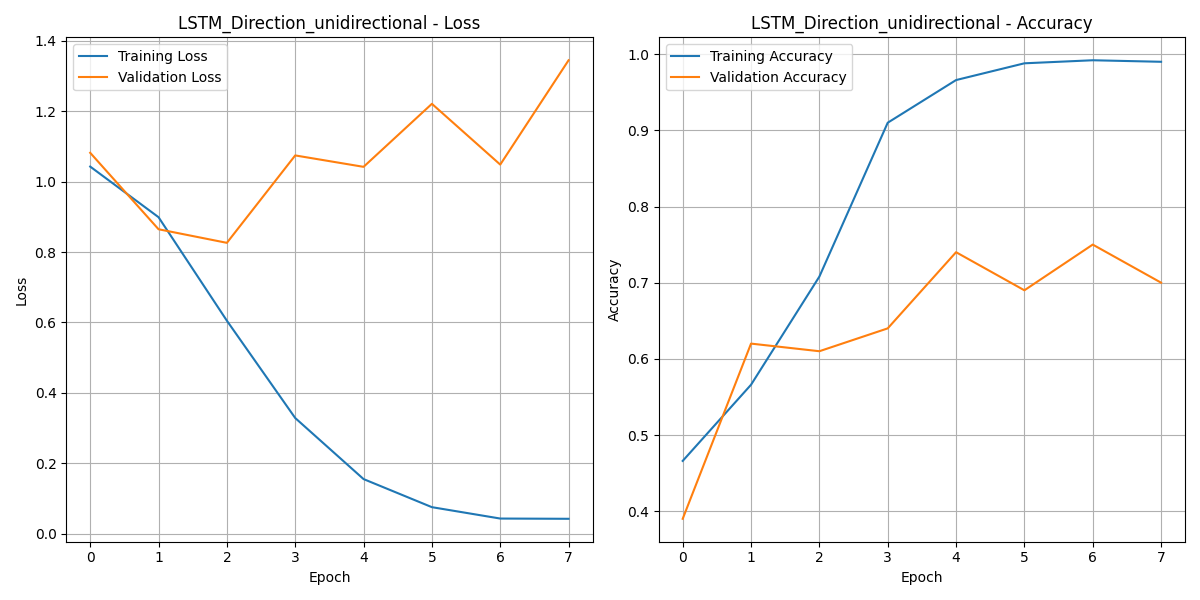 LSTM_Direction_unidirectional - Loss
Training Loss
Validation Loss
1.4
1.2
1.0
0.8
0.6
0.4
0.2
0.0
Loss
0 1 2 3 4 5 6 7
Epoch
LSTM_Direction_unidirectional - Accuracy
Training Accuracy
Validation Accuracy
1.0
0.9
0.8
0.7
0.6
0.5
0.4
Accuracy
0 1 2 3 4 5 6 7
Epoch